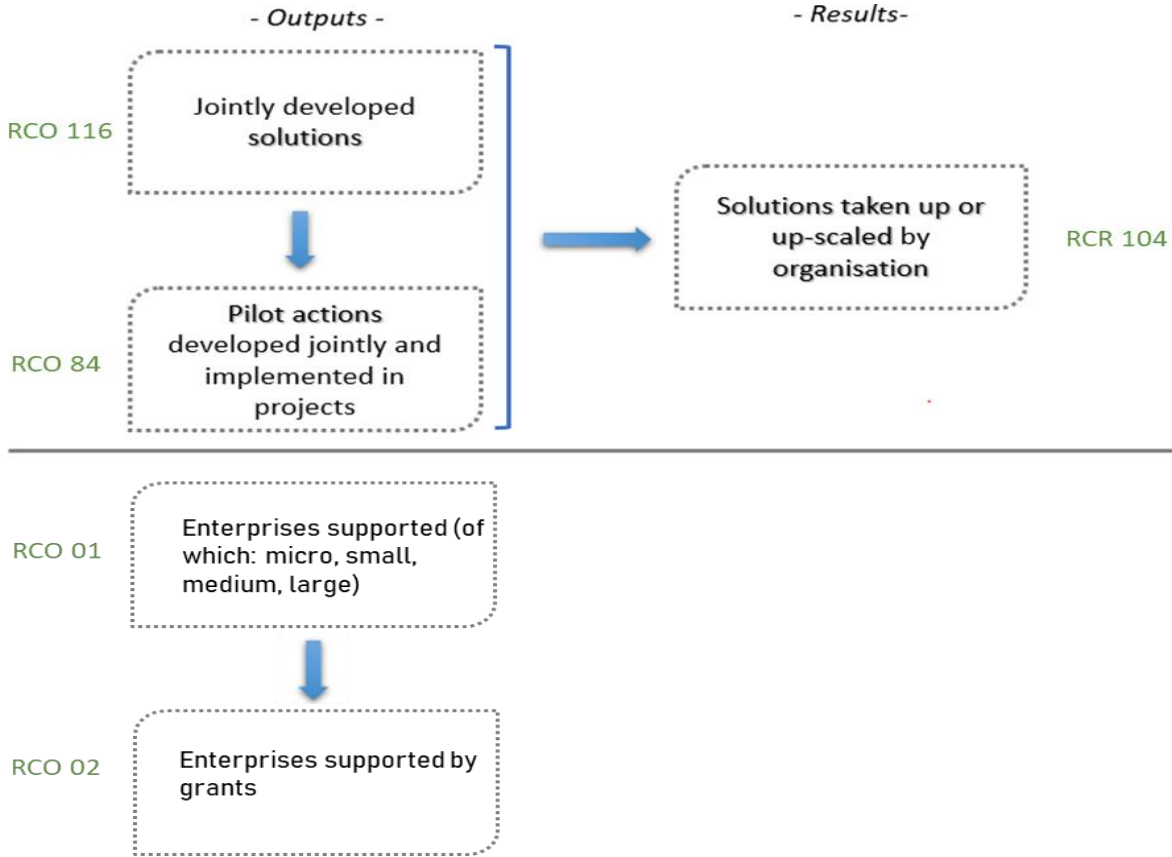 - Outputs -
- Results-
RCO 116
Jointly developed
solutions
Solutions taken up or
up-scaled by
organisation
RCR 104
RCO 84
Pilot actions
developed jointly and
implemented in
projects
RCO 01
Enterprises supported (of
which: micro, small,
medium, large)
RCO 02
Enterprises supported by
grants